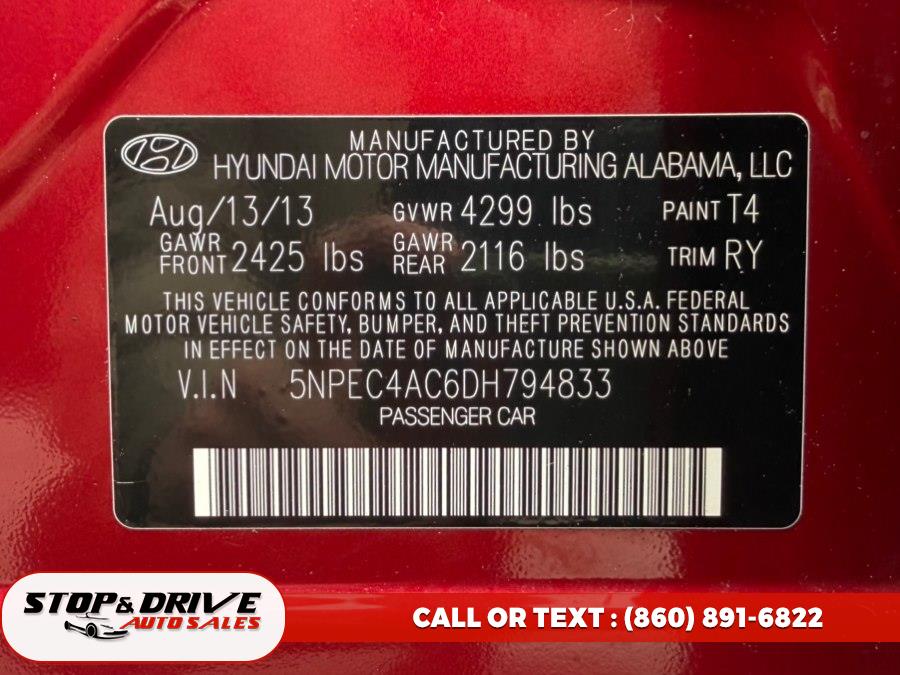 MANUFACTURED BY
HYUNDAI MOTOR MANUFACTURING ALABAMA, LLC
Aug/13/13 GVWR 4299 lbs PAINT T4
GAWR FRONT 2425 lbs GAWR REAR 2116 lbs TRIM RY
THIS VEHICLE CONFORMS TO ALL APPLICABLE U.S.A. FEDERAL
MOTOR VEHICLE SAFETY, BUMPER, AND THEFT PREVENTION STANDARDS
IN EFFECT ON THE DATE OF MANUFACTURE SHOWN ABOVE
V.I.N 5NPEC4AC6DH794833
PASSENGER CAR
STOP & DRIVE
AUTO SALES
CALL OR TEXT : (860) 891-6822